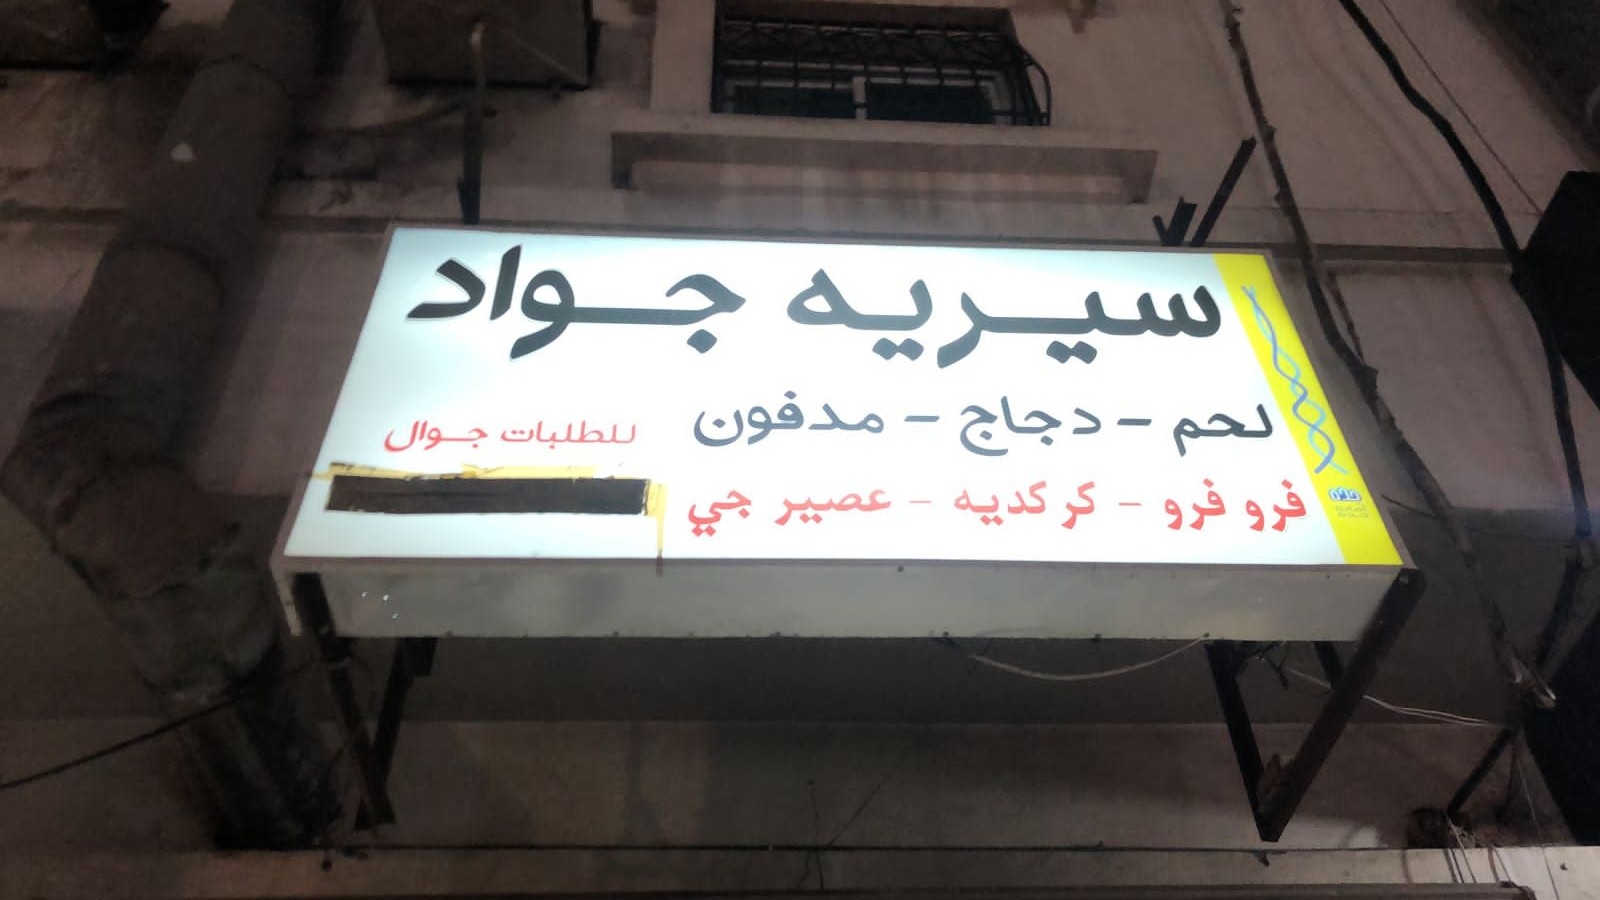 سيريه جواد
لحم - دجاج - مدفون
للطلبات جوال
فرو فرو - كركديه - عصير جي